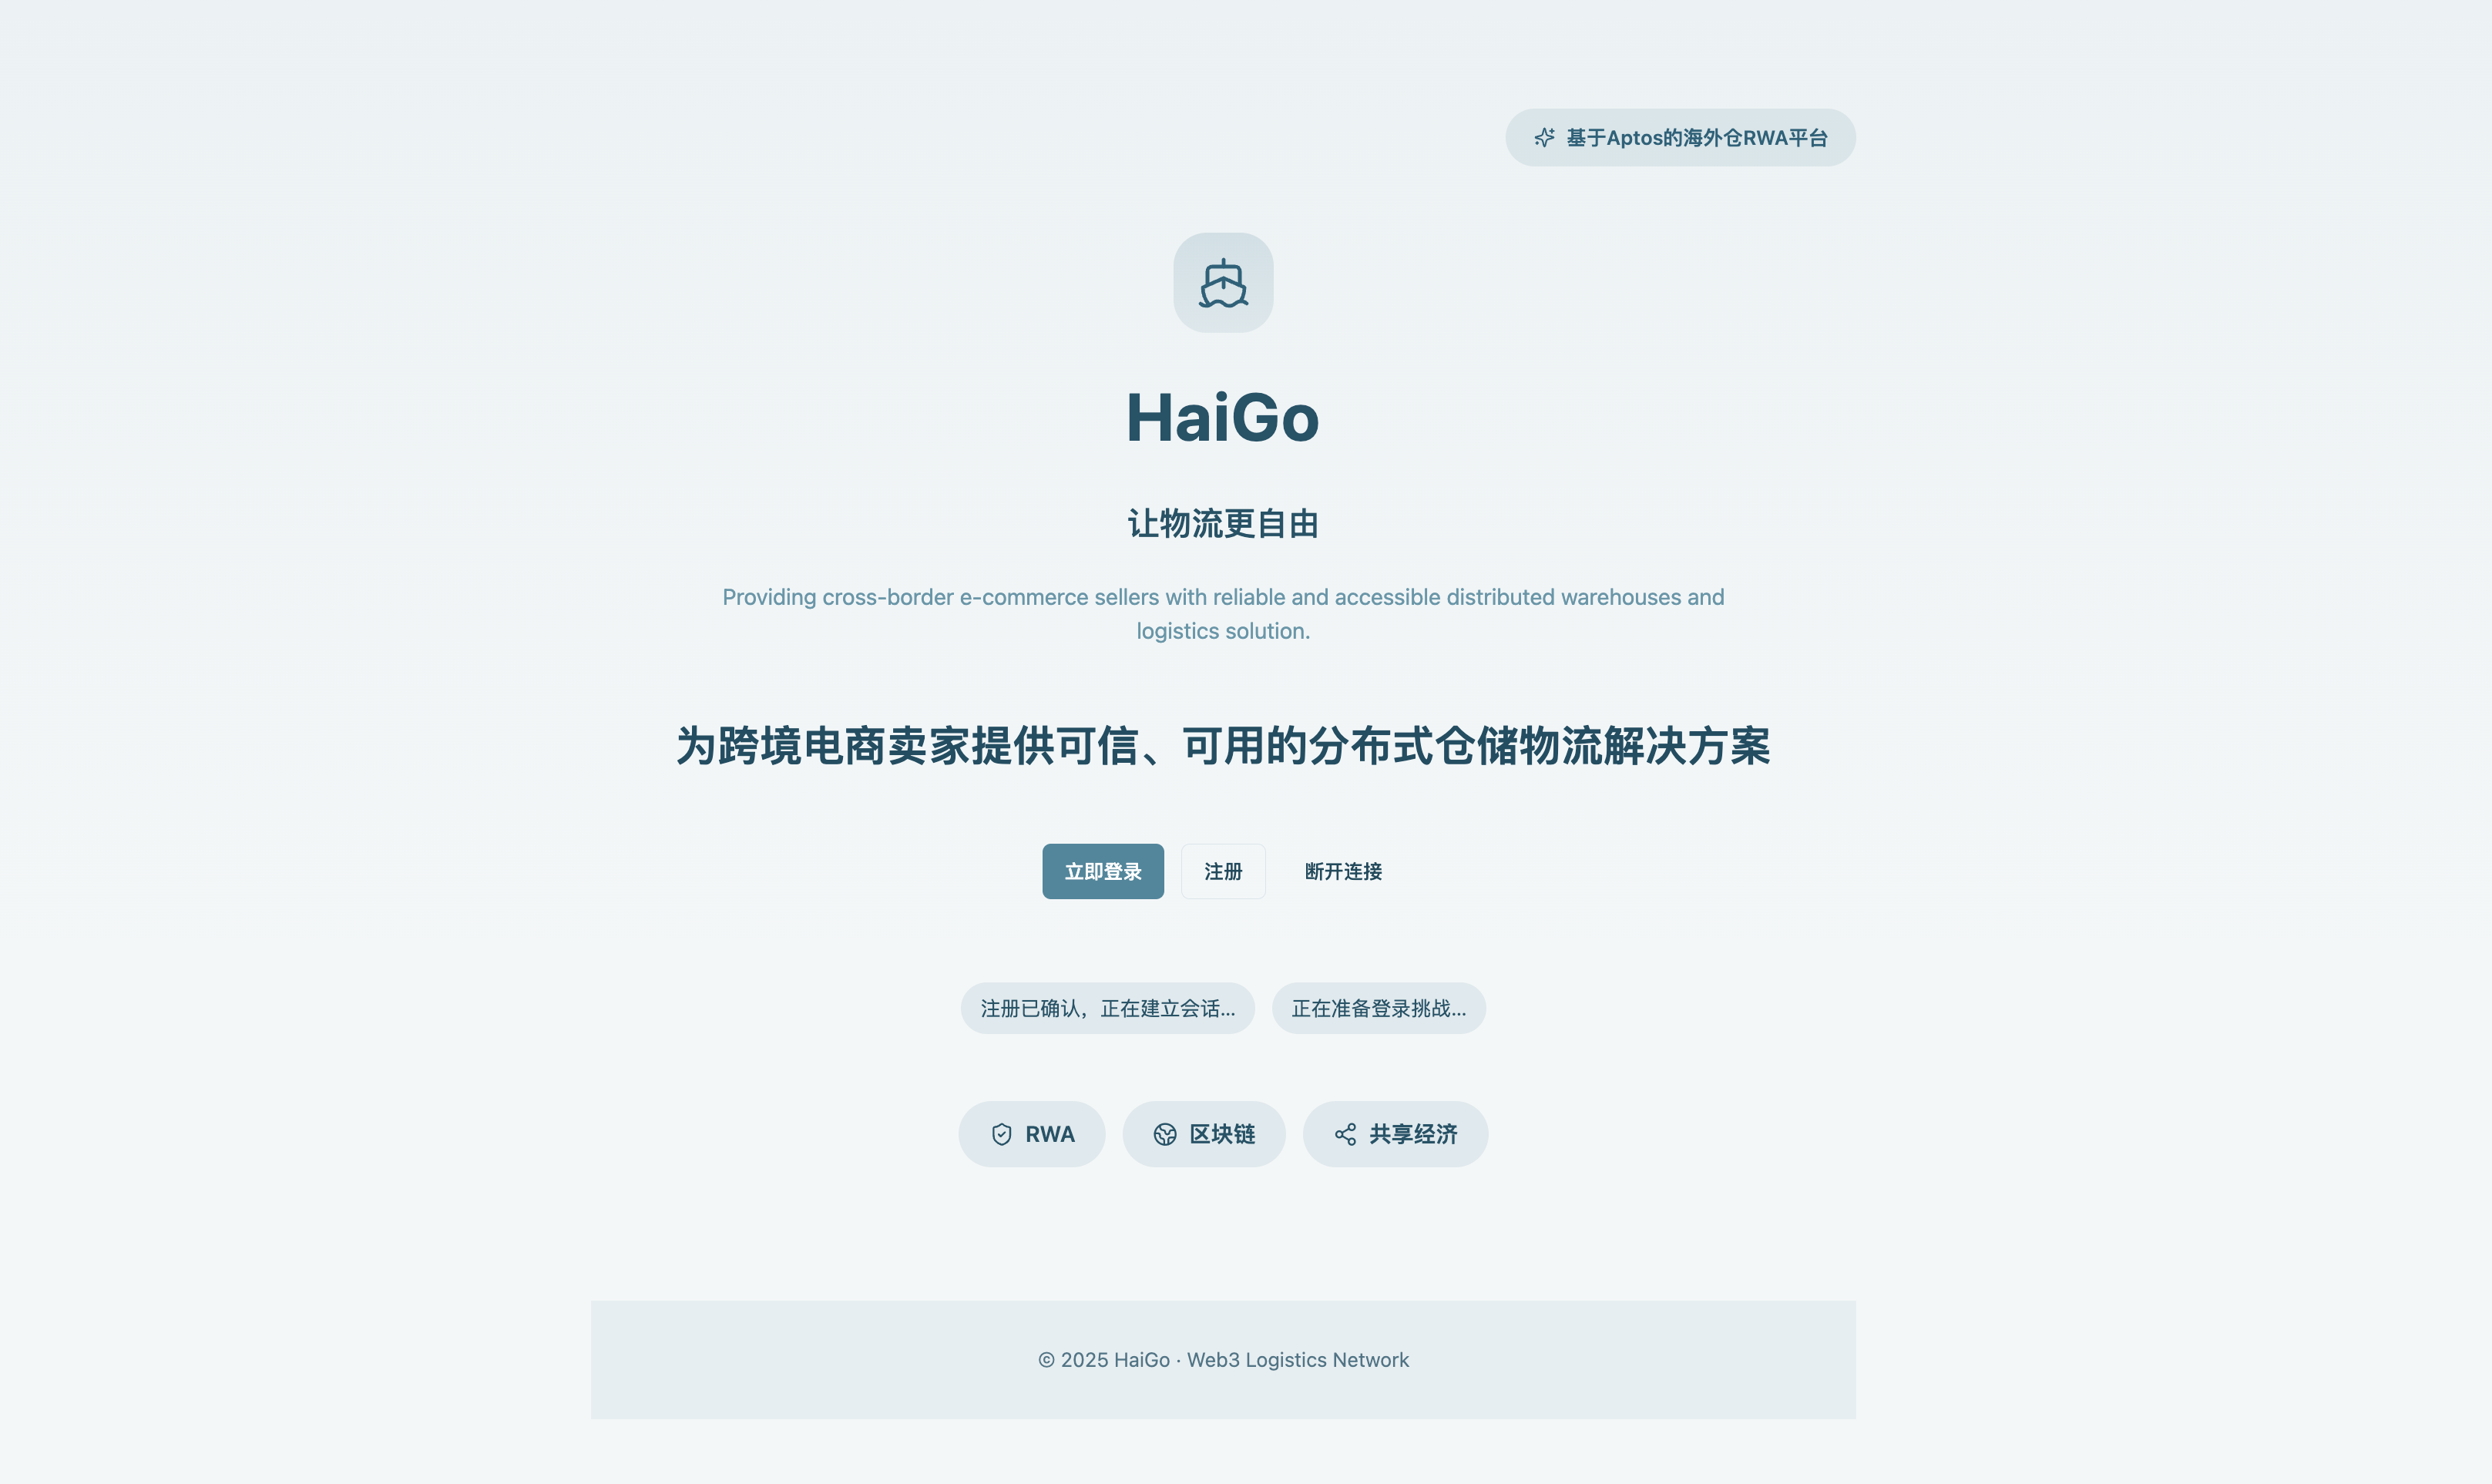 基于Aptos的海外仓RWA平台
HaiGo
让物流更自由
Providing cross-border e-commerce sellers with reliable and accessible distributed warehouses and
logistics solution.
为跨境电商卖家提供可信、可用的分布式仓储物流解决方案
立即登录 注册 断开连接
注册已确认，正在建立会话... 正在准备登录挑战...
RWA 区块链 共享经济
© 2025 HaiGo · Web3 Logistics Network